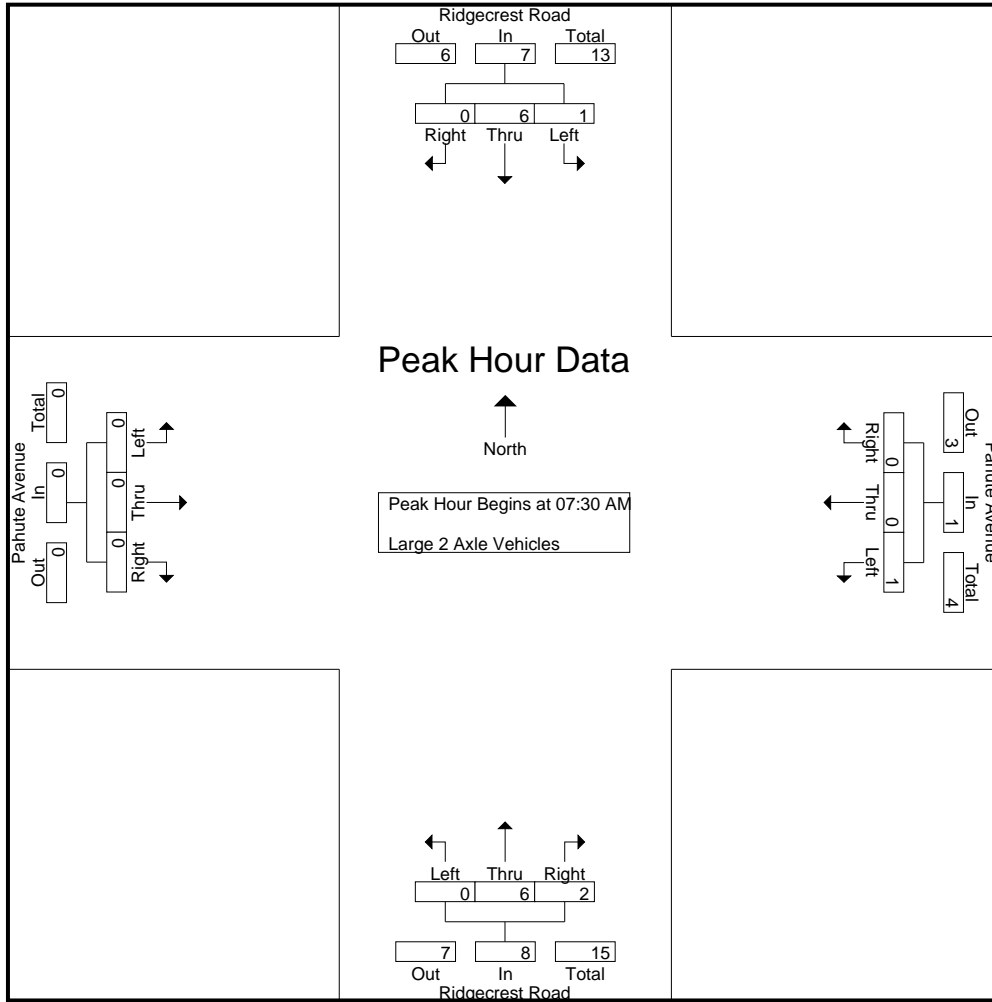 Ridgecrest Road
Out In Total
6 7 13
0 6 1
Right Thru Left
Peak Hour Data
North
Peak Hour Begins at 07:30 AM
Large 2 Axle Vehicles
Pahute Avenue
Total In Out
0 0 0
0 0 0
Left Thru Right
Pahute Avenue
Out In Total
3 1 4
0 0 1
Right Thru Left
Left Thru Right
0 6 2
7 8 15
Out In Total
Ridgecrest Road